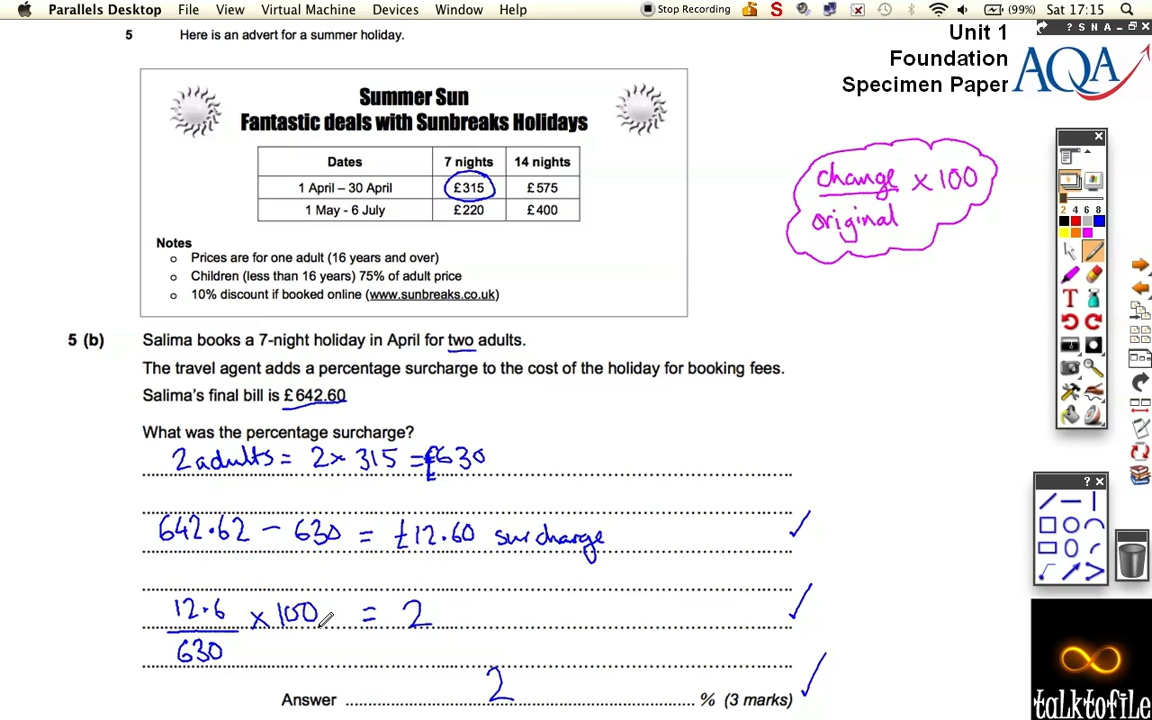 Parallels Desktop File View Virtual Machine Devices Window Help Stop Recording S (99%) Sat 17:15
? S N A
5 Here is an advert for a summer holiday.
Unit 1
Foundation
Specimen Paper
AQA
Summer Sun
Fantastic deals with Sunbreaks Holidays
Dates 7 nights 14 nights
1 April – 30 April £315 £575
1 May - 6 July £220 £400
Notes
o Prices are for one adult (16 years and over)
o Children (less than 16 years) 75% of adult price
o 10% discount if booked online (www.sunbreaks.co.uk)
change × 100
original
2 4 6 8
T
5 (b) Salima books a 7-night holiday in April for two adults.
The travel agent adds a percentage surcharge to the cost of the holiday for booking fees.
Salima's final bill is £642.60
What was the percentage surcharge?
2 adults = 2 × 315 = £630
642.62 − 630 = £12.60 surcharge
12.6 × 100 = 2
630
Answer 2 % (3 marks)
? ×
talktofile